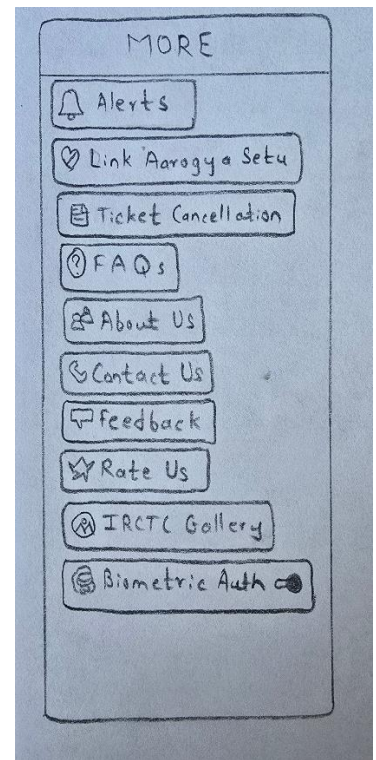 MORE
Alerts
Link Aarogya Setu
Ticket Cancellation
FAQs
About Us
Contact Us
Feedback
Rate Us
IRCTC Gallery
Biometric Auth